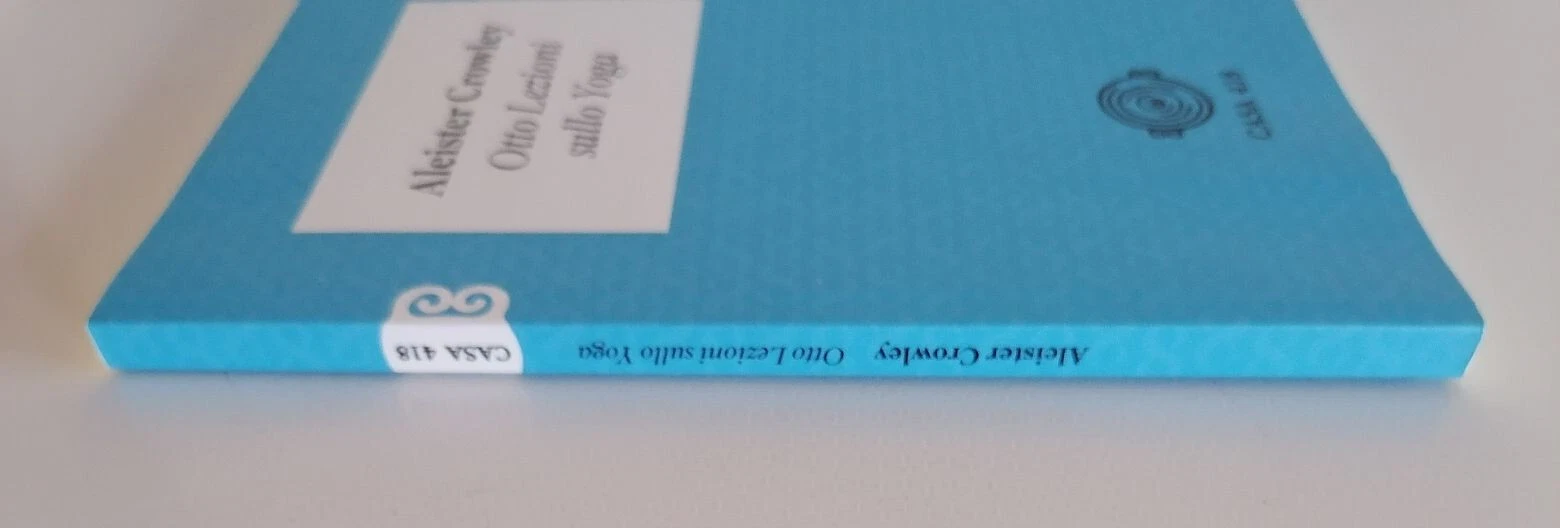 Aleister Crowley
Otto Lezioni
sullo Yoga
CASA 418
Aleister Crowley Otto Lezioni sullo Yoga CASA 418